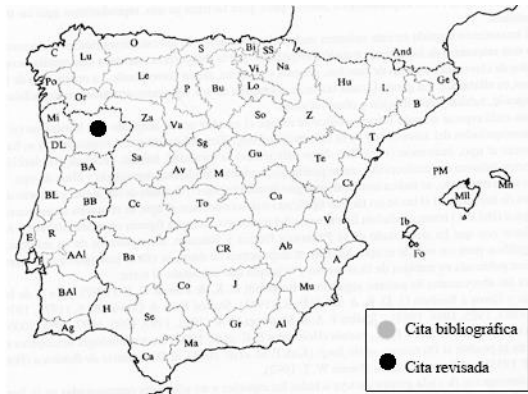 C
Lu
O
S
Bi
SS
Po
Le
Vi
Na
And
Ge
Or
P
Bu
Lo
Hu
L
B
Mi
Za
Va
So
Z
T
DL
Sg
BA
Sa
Av
M
Gu
Te
PM
Mn
BL
BB
Cc
To
Cu
Cs
Mll
E
R
AAl
V
Ib
Fo
CR
Ab
Ba
A
BAl
Co
J
Mu
H
Se
Ag
Gr
Al
Ca
Ma
Cita bibliográfica
Cita revisada